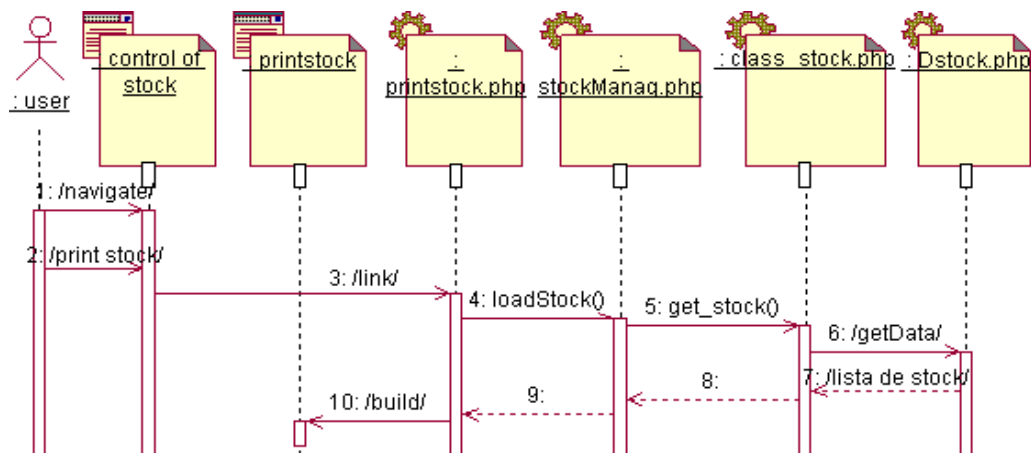 : user
control of
stock
printstock
:
printstock.php
:
stockManag.php
: class_stock.php
: Dstock.php
1: /navigate/
2: /print stock/
3: /link/
4: loadStock()
5: get_stock()
6: /getData/
7: /lista de stock/
8:
9:
10: /build/